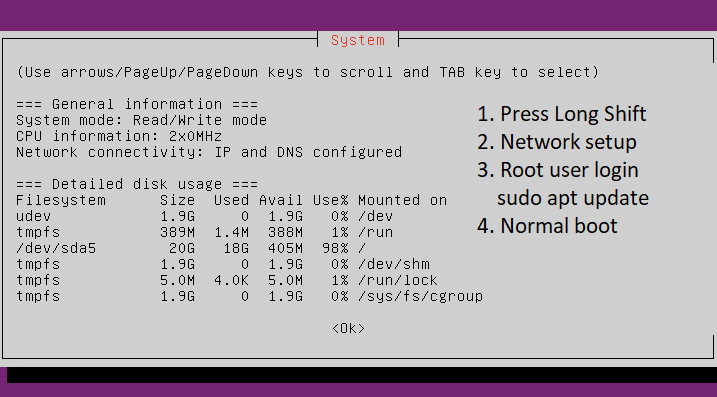 System
(Use arrows/PageUp/PageDown keys to scroll and TAB key to select)
=== General information ===
System mode: Read/Write mode
CPU information: 2x0MHz
Network connectivity: IP and DNS configured
=== Detailed disk usage ===
Filesystem Size Used Avail Use% Mounted on
udev 1.9G 0 1.9G 0% /dev
tmpfs 389M 1.4M 388M 1% /run
/dev/sda5 20G 18G 405M 98% /
tmpfs 1.9G 0 1.9G 0% /dev/shm
tmpfs 5.0M 4.0K 5.0M 1% /run/lock
tmpfs 1.9G 0 1.9G 0% /sys/fs/cgroup
<Ok>
1. Press Long Shift
2. Network setup
3. Root user login
sudo apt update
4. Normal boot